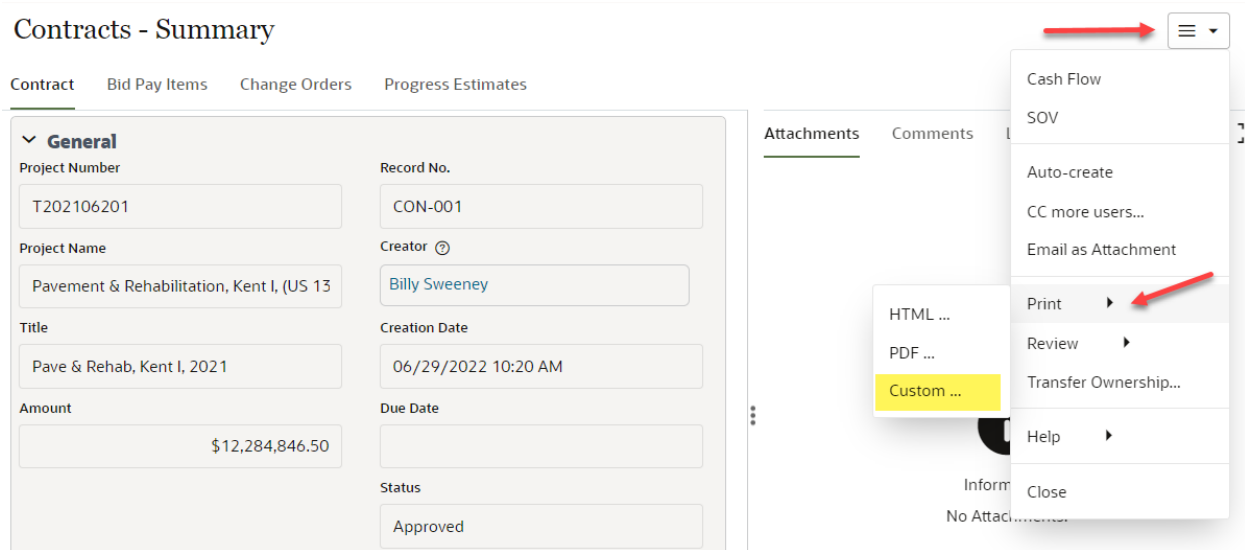 Contracts - Summary
Contract
Bid Pay Items
Change Orders
Progress Estimates
General
Project Number
T202106201
Record No.
CON-001
Project Name
Pavement & Rehabilitation, Kent I, (US 13
Creator
Billy Sweeney
Title
Pave & Rehab, Kent I, 2021
Creation Date
06/29/2022 10:20 AM
Amount
$12,284,846.50
Due Date
Status
Approved
Attachments
Comments
No Attachments.
Cash Flow
SOV
Auto-create
CC more users...
Email as Attachment
Print
Review
Transfer Ownership...
Help
Close
HTML ...
PDF ...
Custom ...